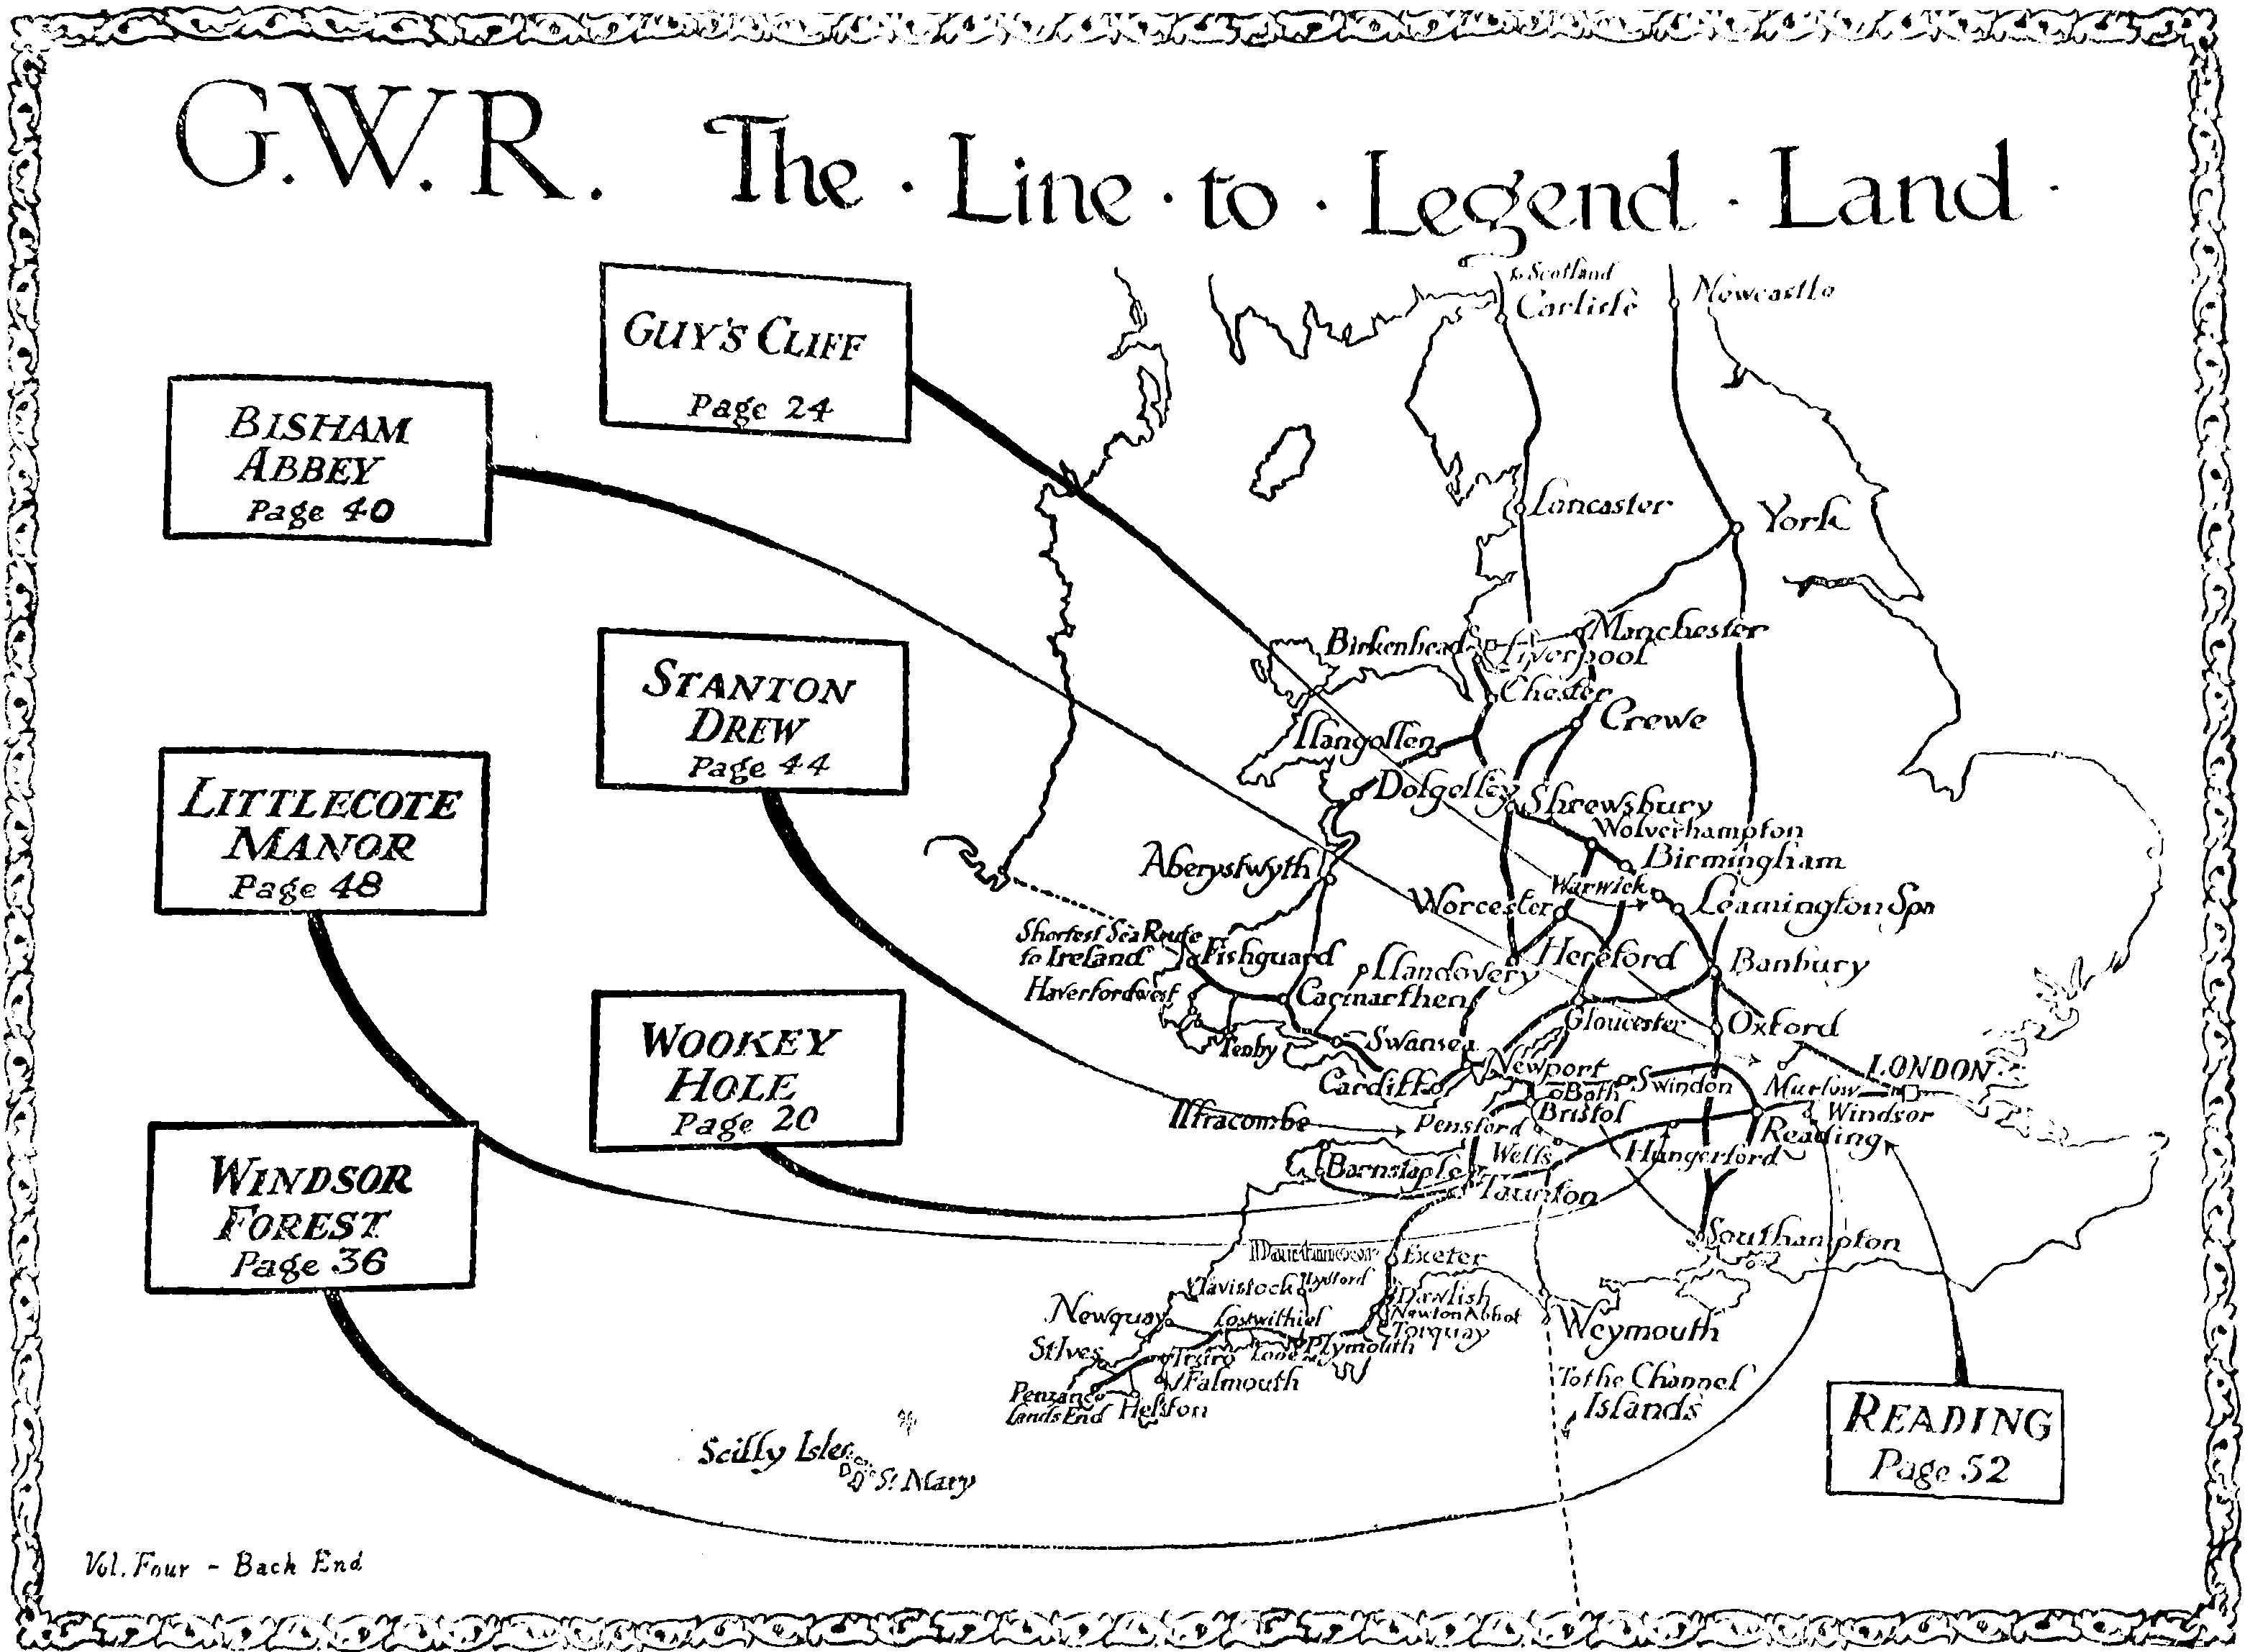 G.W.R. The · Line · to · Legend · Land ·
GUY'S CLIFF
Page 24
BISHAM
ABBEY
Page 40
STANTON
DREW
Page 44
LITTLECOTE
MANOR
Page 48
WOOKEY
HOLE
Page 20
WINDSOR
FOREST
Page 36
READING
Page 52
to Scotland
Carlisle
Newcastle
Lancaster
York
Manchester
Birkenhead
Liverpool
Chester
Crewe
Llangollen
Dolgelley
Shrewsbury
Wolverhampton
Birmingham
Aberystwyth
Warwick
Worcester
Leamington Spa
Shortest Sea Route
to Ireland
Fishguard
Hereford
Banbury
Llandovery
Haverfordwest
Carmarthen
Gloucester
Oxford
Tenby
Swansea
Newport
LONDON
Cardiff
Bath
Swindon
Marlow
Ilfracombe
Bristol
Windsor
Pensford
Reading
Wells
Hungerford
Barnstaple
Taunton
Southampton
Dartmoor
Exeter
Tavistock
Lydford
Dawlish
Newquay
Lostwithiel
Newton Abbot
Torquay
Weymouth
St Ives
Truro
Looe
Plymouth
Falmouth
Penzance
Lands End
Helston
To the Channel
Islands
Scilly Isles
St Mary
Vol. Four - Back End